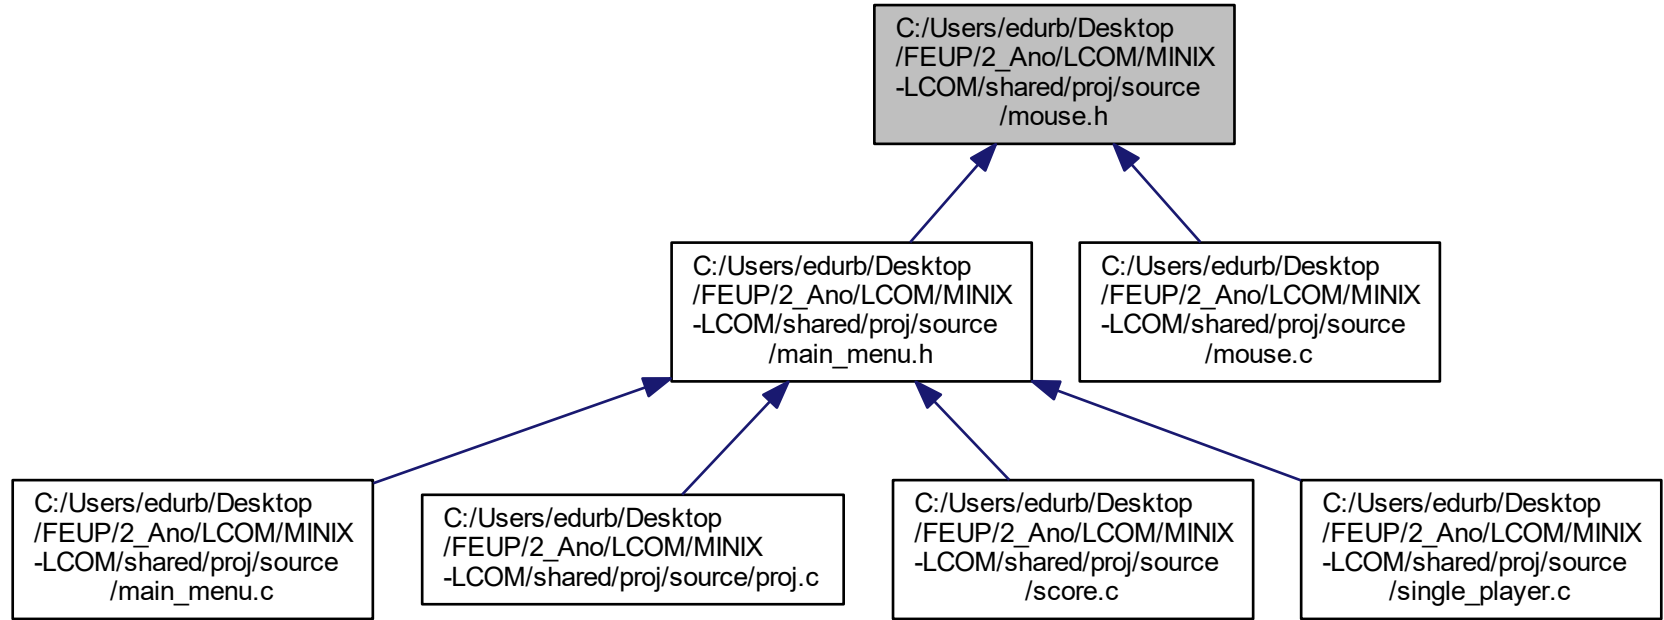 C:/Users/edurb/Desktop
/FEUP/2_Ano/LCOM/MINIX
-LCOM/shared/proj/source
/mouse.h
C:/Users/edurb/Desktop
/FEUP/2_Ano/LCOM/MINIX
-LCOM/shared/proj/source
/main_menu.h
C:/Users/edurb/Desktop
/FEUP/2_Ano/LCOM/MINIX
-LCOM/shared/proj/source
/mouse.c
C:/Users/edurb/Desktop
/FEUP/2_Ano/LCOM/MINIX
-LCOM/shared/proj/source
/main_menu.c
C:/Users/edurb/Desktop
/FEUP/2_Ano/LCOM/MINIX
-LCOM/shared/proj/source/proj.c
C:/Users/edurb/Desktop
/FEUP/2_Ano/LCOM/MINIX
-LCOM/shared/proj/source
/score.c
C:/Users/edurb/Desktop
/FEUP/2_Ano/LCOM/MINIX
-LCOM/shared/proj/source
/single_player.c